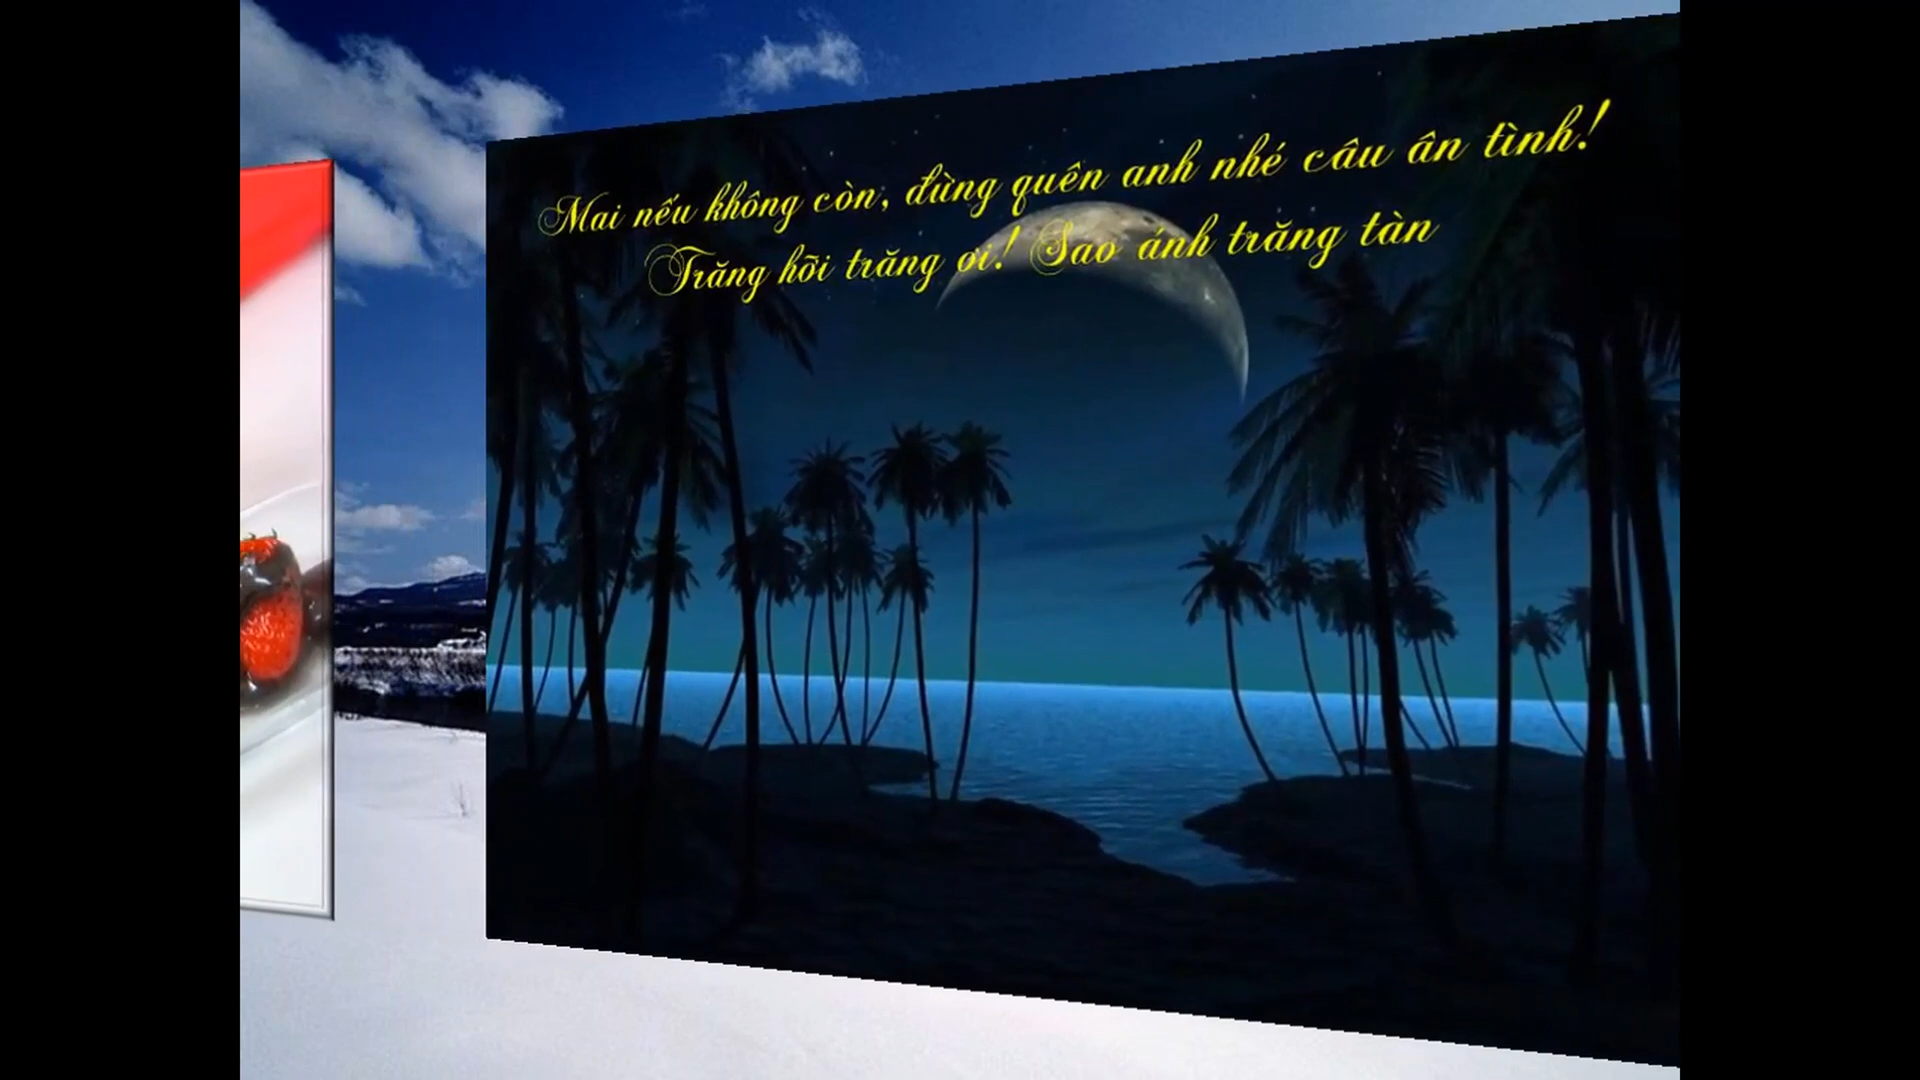 Mai nếu không còn, đừng quên anh nhé câu ân tình!
Trăng hỡi trăng ơi! Sao ánh trăng tàn